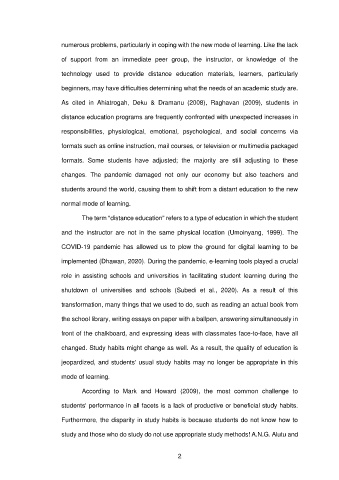 numerous problems, particularly in coping with the new mode of learning. Like the lack
of support from an immediate peer group, the instructor, or knowledge of the
technology used to provide distance education materials, learners, particularly
beginners, may have difficulties determining what the needs of an academic study are.
As cited in Ahiatrogah, Deku & Dramanu (2008), Raghavan (2009), students in
distance education programs are frequently confronted with unexpected increases in
responsibilities, physiological, emotional, psychological, and social concerns via
formats such as online instruction, mail courses, or television or multimedia packaged
formats. Some students have adjusted; the majority are still adjusting to these
changes. The pandemic damaged not only our economy but also teachers and
students around the world, causing them to shift from a distant education to the new
normal mode of learning.
The term "distance education" refers to a type of education in which the student
and the instructor are not in the same physical location (Umoinyang, 1999). The
COVID-19 pandemic has allowed us to plow the ground for digital learning to be
implemented (Dhawan, 2020). During the pandemic, e-learning tools played a crucial
role in assisting schools and universities in facilitating student learning during the
shutdown of universities and schools (Subedi et al., 2020). As a result of this
transformation, many things that we used to do, such as reading an actual book from
the school library, writing essays on paper with a ballpen, answering simultaneously in
front of the chalkboard, and expressing ideas with classmates face-to-face, have all
changed. Study habits might change as well. As a result, the quality of education is
jeopardized, and students' usual study habits may no longer be appropriate in this
mode of learning.
According to Mark and Howard (2009), the most common challenge to
students' performance in all facets is a lack of productive or beneficial study habits.
Furthermore, the disparity in study habits is because students do not know how to
study and those who do study do not use appropriate study methods! A.N.G. Alutu and
2